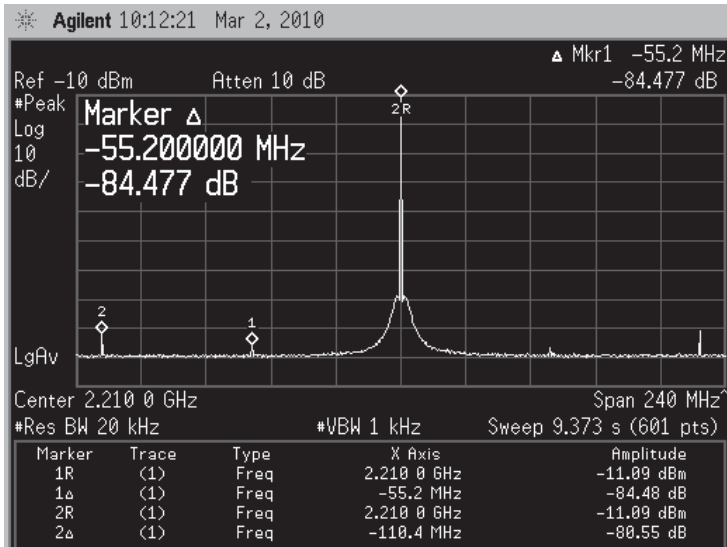 Agilent 10:12:21 Mar 2, 2010
Δ Mkr1 -55.2 MHz
Ref -10 dBm Atten 10 dB -84.477 dB
#Peak
Log
10
dB/
Marker Δ
-55.200000 MHz
-84.477 dB
2R
2
1
LgAv
Center 2.210 0 GHz Span 240 MHz^
#Res BW 20 kHz #VBW 1 kHz Sweep 9.373 s (601 pts)
Marker Trace Type X Axis Amplitude
1R (1) Freq 2.210 0 GHz -11.09 dBm
1Δ (1) Freq -55.2 MHz -84.48 dB
2R (1) Freq 2.210 0 GHz -11.09 dBm
2Δ (1) Freq -110.4 MHz -80.55 dB